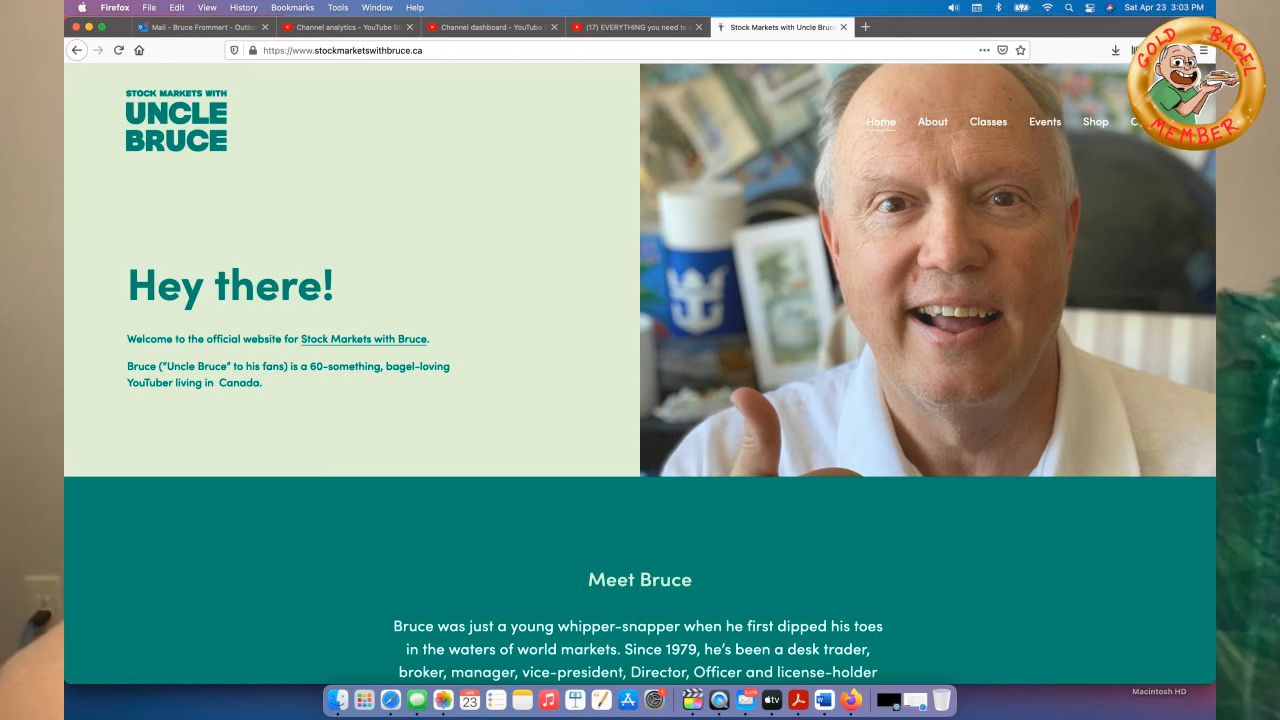 Firefox File Edit View History Bookmarks Tools Window Help
Sat Apr 23 3:03 PM
Mail - Bruce Frommert - Outlo
Channel analytics - YouTube S
Channel dashboard - YouTube
(17) EVERYTHING you need to
Stock Markets with Uncle Bru
https://www.stockmarketswithbruce.ca
GOLD BAGEL
MEMBER
STOCK MARKETS WITH
UNCLE
BRUCE
Home About Classes Events Shop
Hey there!
Welcome to the official website for Stock Markets with Bruce.
Bruce (“Uncle Bruce” to his fans) is a 60-something, bagel-loving
YouTuber living in Canada.
Meet Bruce
Bruce was just a young whipper-snapper when he first dipped his toes
in the waters of world markets. Since 1979, he’s been a desk trader,
broker, manager, vice-president, Director, Officer and license-holder
APR
23
tv
W
Macintosh HD